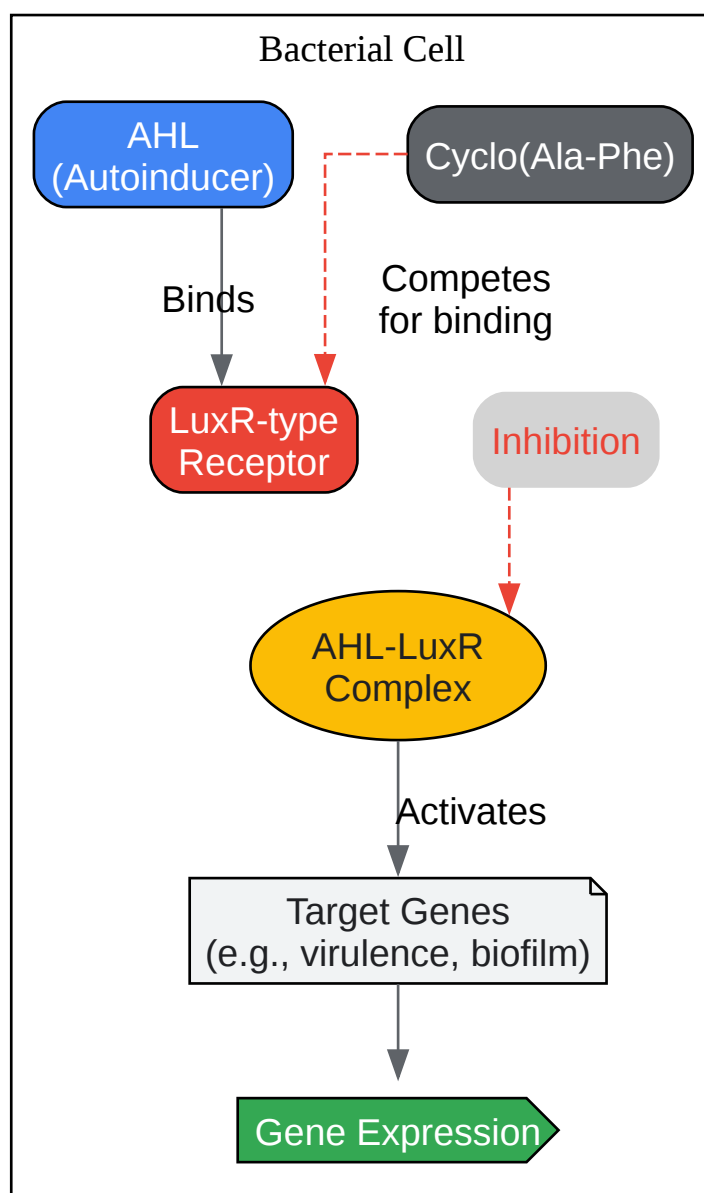 Bacterial Cell
AHL
(Autoinducer)
Cyclo(Ala-Phe)
Binds
Competes
for binding
LuxR-type
Receptor
Inhibition
AHL-LuxR
Complex
Activates
Target Genes
(e.g., virulence, biofilm)
Gene Expression